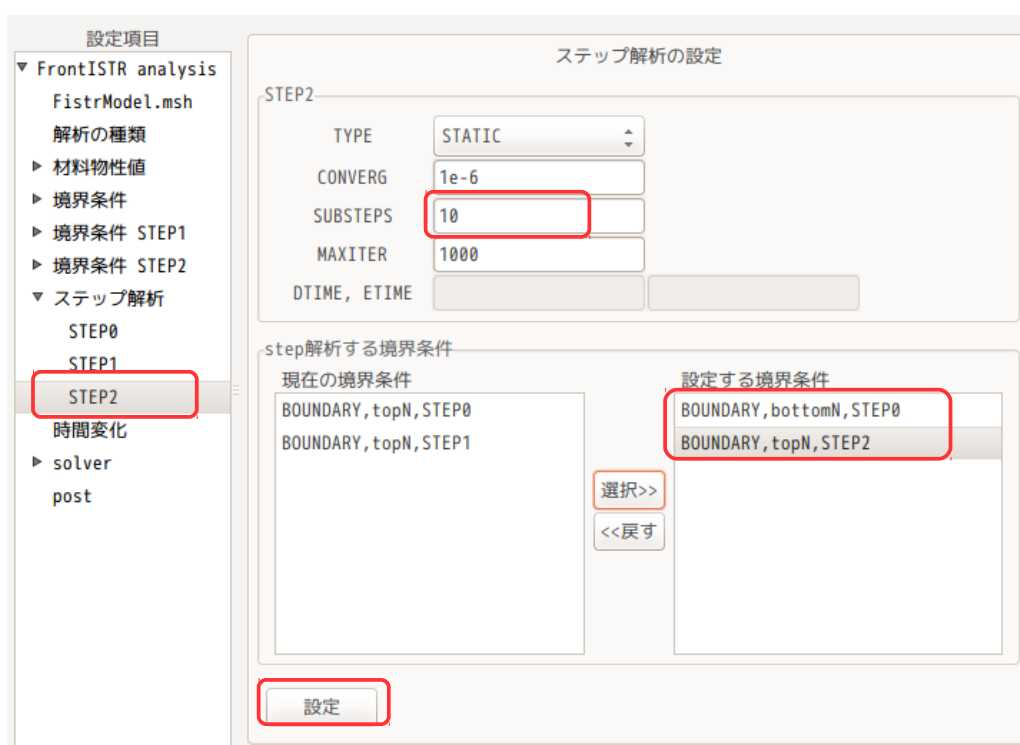 設定項目
FrontISTR analysis
FistrModel.msh
解析の種類
材料物性値
境界条件
境界条件 STEP1
境界条件 STEP2
ステップ解析
STEP0
STEP1
STEP2
時間変化
solver
post
ステップ解析の設定
STEP2
TYPE STATIC
CONVERG 1e-6
SUBSTEPS 10
MAXITER 1000
DTIME, ETIME
step解析する境界条件
現在の境界条件
BOUNDARY,topN,STEP0
BOUNDARY,topN,STEP1
選択>>
<<戻す
設定する境界条件
BOUNDARY,bottomN,STEP0
BOUNDARY,topN,STEP2
設定